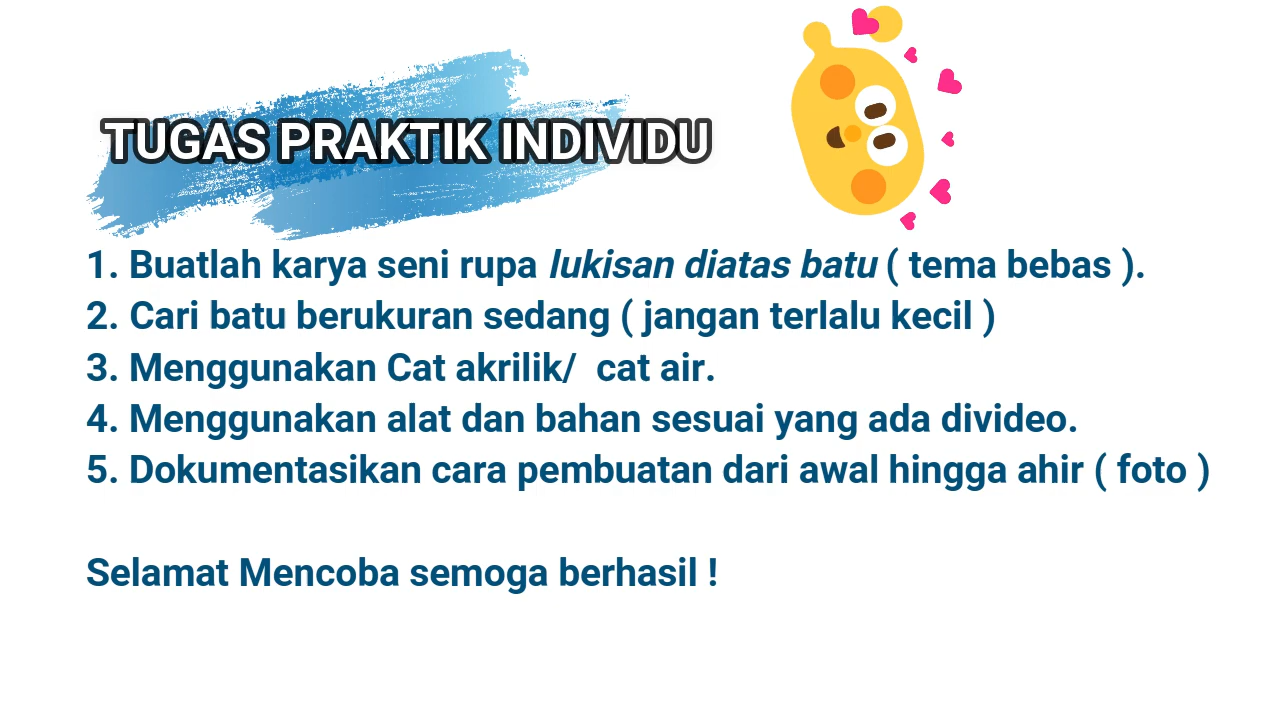 TUGAS PRAKTIK INDIVIDU
1. Buatlah karya seni rupa lukisan diatas batu ( tema bebas ).
2. Cari batu berukuran sedang ( jangan terlalu kecil )
3. Menggunakan Cat akrilik/  cat air.
4. Menggunakan alat dan bahan sesuai yang ada divideo.
5. Dokumentasikan cara pembuatan dari awal hingga ahir ( foto )
Selamat Mencoba semoga berhasil !